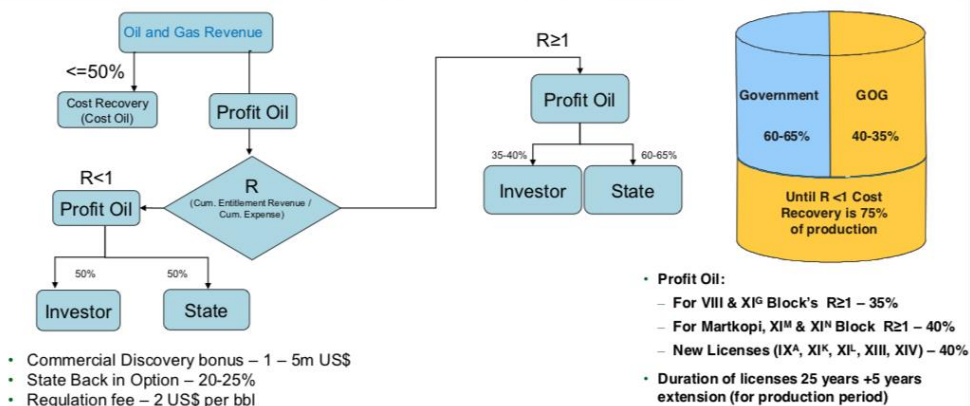 Oil and Gas Revenue
<=50%
Cost Recovery
(Cost Oil)
Profit Oil
R
(Cum. Entitlement Revenue /
Cum. Expense)
R<1
Profit Oil
50%
50%
Investor
State
R≥1
Profit Oil
35-40%
60-65%
Investor
State
• Commercial Discovery bonus – 1 – 5m US$
• State Back in Option – 20-25%
• Regulation fee – 2 US$ per bbl
Government
GOG
60-65%
40-35%
Until R <1 Cost
Recovery is 75%
of production
• Profit Oil:
– For VIII & XIᴳ Block's R≥1 – 35%
– For Martkopi, XIᴹ & XIᴺ Block R≥1 – 40%
– New Licenses (IXᴬ, XIᴷ, XIᴸ, XIII, XIV) – 40%
• Duration of licenses 25 years +5 years
extension (for production period)